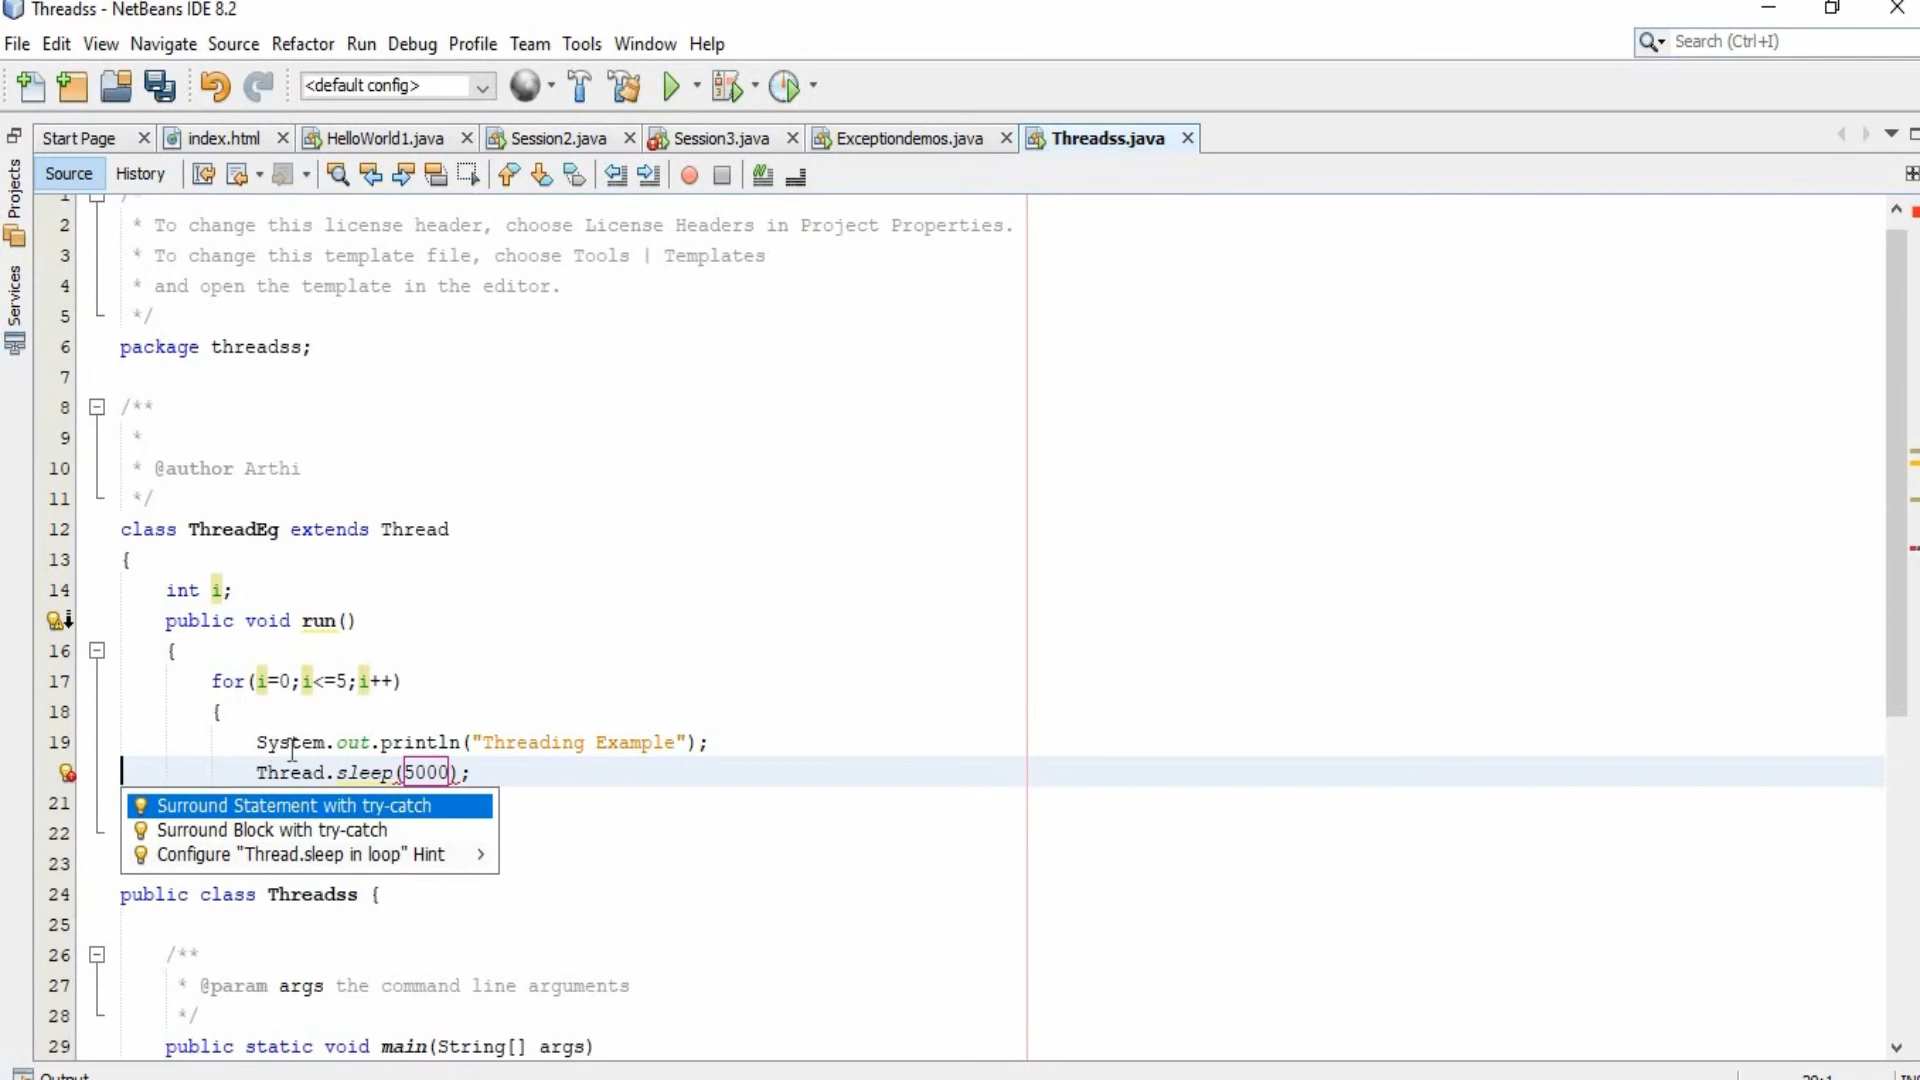 Threadss - NetBeans IDE 8.2
File Edit View Navigate Source Refactor Run Debug Profile Team Tools Window Help
Search (Ctrl+I)
<default config>
Start Page index.html HelloWorld1.java Session2.java Session3.java Exceptiondemos.java Threadss.java
Source History
Projects
Services
1 /*
2 * To change this license header, choose License Headers in Project Properties.
3 * To change this template file, choose Tools | Templates
4 * and open the template in the editor.
5 */
6 package threadss;
7
8 /**
9 *
10 * @author Arthi
11 */
12 class ThreadEg extends Thread
13 {
14 int i;
public void run()
16 {
17 for(i=0;i<=5;i++)
18 {
19 System.out.println("Threading Example");
Thread.sleep(5000);
21
Surround Statement with try-catch
22
Surround Block with try-catch
Configure "Thread.sleep in loop" Hint
23
24 public class Threadss {
25
26 /**
27 * @param args the command line arguments
28 */
29 public static void main(String[] args)